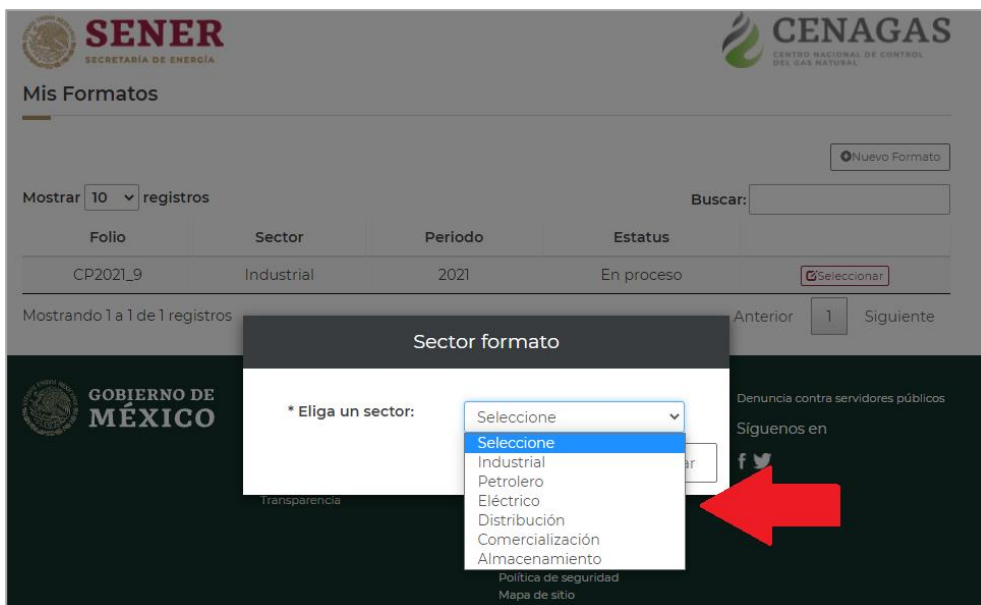 SENER
SECRETARÍA DE ENERGÍA
CENAGAS
CENTRO NACIONAL DE CONTROL
DEL GAS NATURAL
Mis Formatos
Nuevo Formato
Mostrar 10 registros
Buscar:
Folio Sector Periodo Estatus
CP2021_9 Industrial 2021 En proceso Seleccionar
Mostrando 1 a 1 de 1 registros
Anterior 1 Siguiente
Sector formato
GOBIERNO DE
MÉXICO
* Eliga un sector:
Seleccione
Seleccione
Industrial
Petrolero
Eléctrico
Distribución
Comercialización
Almacenamiento
Denuncia contra servidores públicos
Síguenos en
Transparencia
Política de seguridad
Mapa de sitio